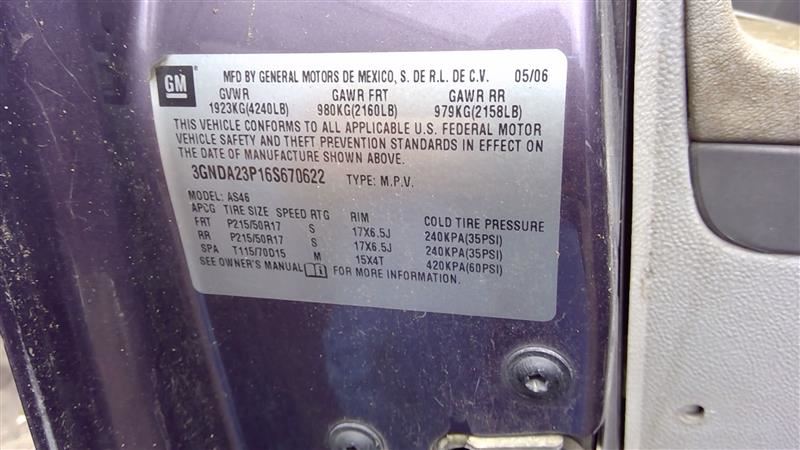 GM
MFD BY GENERAL MOTORS DE MEXICO, S. DE R.L. DE C.V. 05/06
GVWR GAWR FRT GAWR RR
1923KG(4240LB) 980KG(2160LB) 979KG(2158LB)
THIS VEHICLE CONFORMS TO ALL APPLICABLE U.S. FEDERAL MOTOR
VEHICLE SAFETY AND THEFT PREVENTION STANDARDS IN EFFECT ON
THE DATE OF MANUFACTURE SHOWN ABOVE.
3GNDA23P16S670622 TYPE: M.P.V.
MODEL: AS46
APCG TIRE SIZE SPEED RTG RIM COLD TIRE PRESSURE
FRT P215/50R17 S 17X6.5J 240KPA(35PSI)
RR P215/50R17 S 17X6.5J 240KPA(35PSI)
SPA T115/70D15 M 15X4T 420KPA(60PSI)
SEE OWNER'S MANUAL FOR MORE INFORMATION.